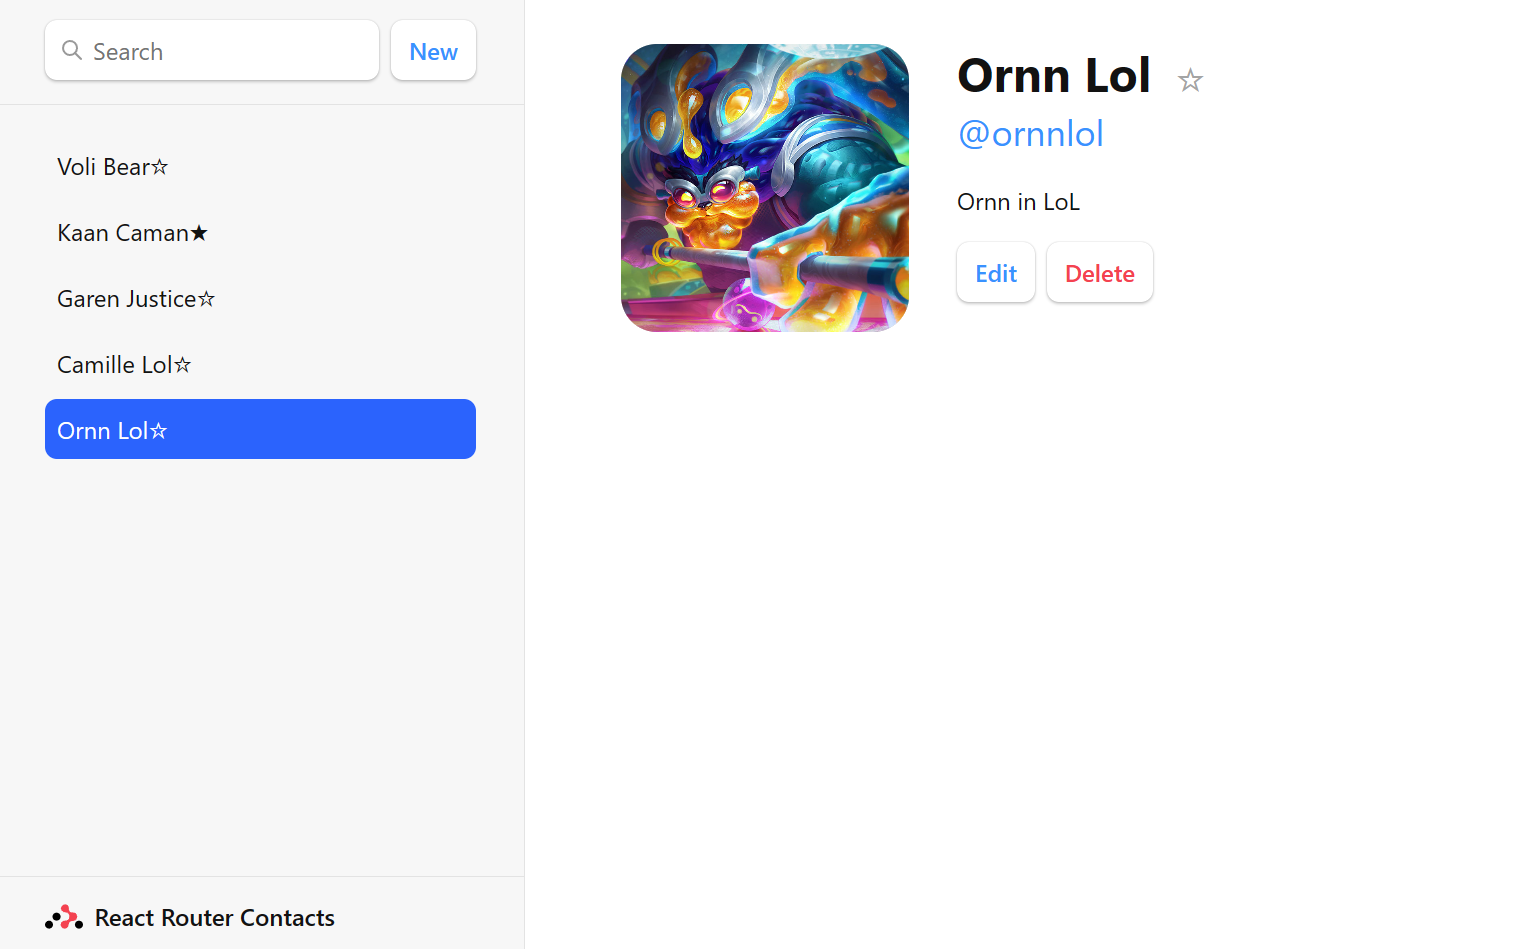 Search
New
Voli Bear☆
Kaan Caman★
Garen Justice☆
Camille Lol☆
Ornn Lol☆
React Router Contacts
Ornn Lol ☆
@ornnlol
Ornn in LoL
Edit
Delete